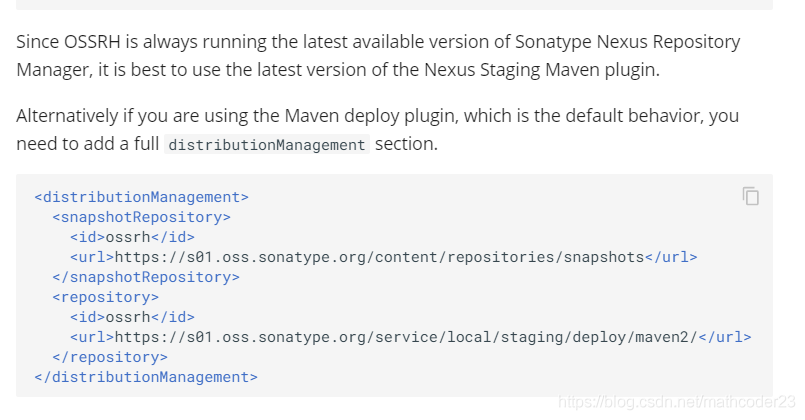 Since OSSRH is always running the latest available version of Sonatype Nexus Repository
Manager, it is best to use the latest version of the Nexus Staging Maven plugin.
Alternatively if you are using the Maven deploy plugin, which is the default behavior, you
need to add a full distributionManagement section.
<distributionManagement>
  <snapshotRepository>
    <id>ossrh</id>
    <url>https://s01.oss.sonatype.org/content/repositories/snapshots</url>
  </snapshotRepository>
  <repository>
    <id>ossrh</id>
    <url>https://s01.oss.sonatype.org/service/local/staging/deploy/maven2/</url>
  </repository>
</distributionManagement>
https://blog.csdn.net/mathcoder23